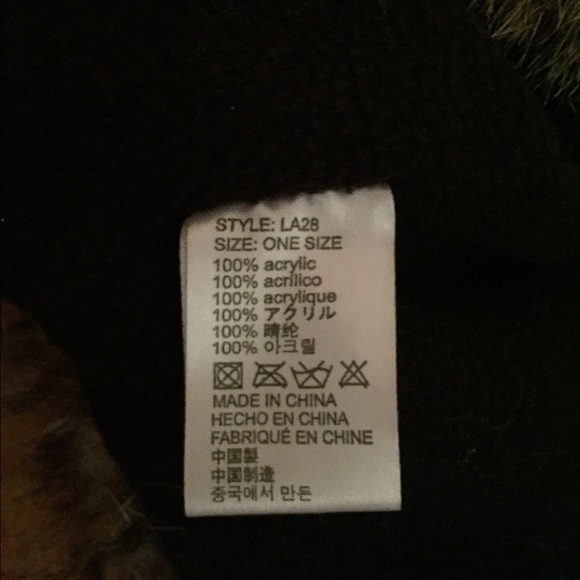 STYLE: LA28
SIZE: ONE SIZE
100% acrylic
100% acrílico
100% acrylique
100% アクリル
100% 睛纶
100% 아크릴
MADE IN CHINA
HECHO EN CHINA
FABRIQUÉ EN CHINE
中国製
中国制造
중국에서 만든